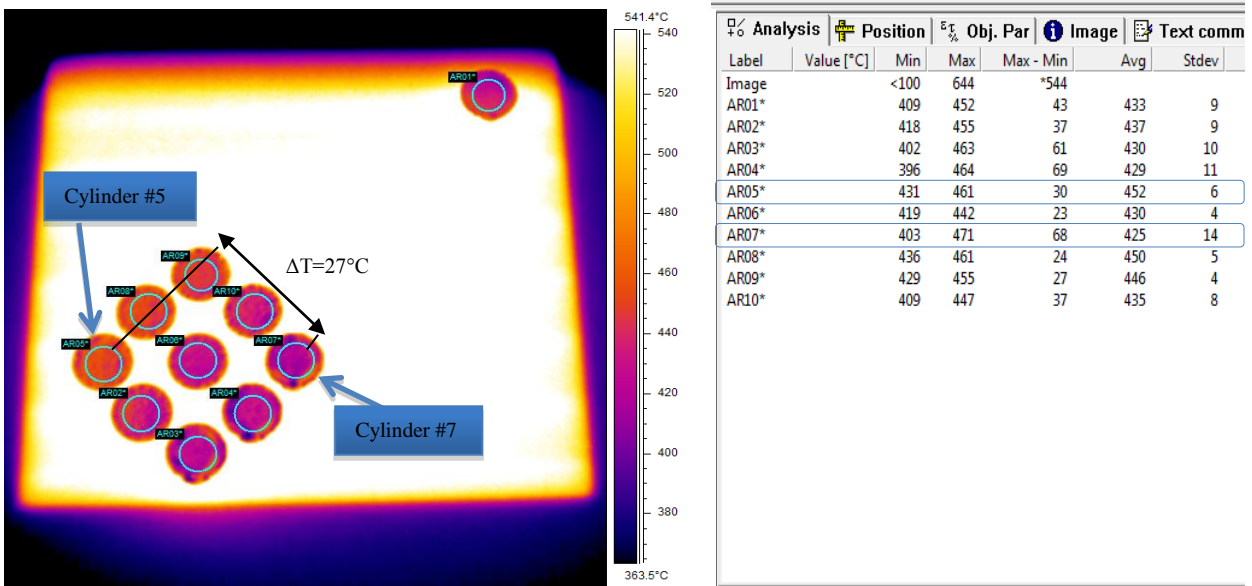 541.4°C
540
520
500
480
460
440
420
400
380
363.5°C
AR01*
Cylinder #5
AR09*
ΔT=27°C
AR08*
AR10*
AR05*
AR06*
AR07*
AR02*
AR04*
Cylinder #7
AR03*
Analysis Position Obj. Par Image Text comm
Label Value [°C] Min Max Max - Min Avg Stdev
Image <100 644 *544
AR01* 409 452 43 433 9
AR02* 418 455 37 437 9
AR03* 402 463 61 430 10
AR04* 396 464 69 429 11
AR05* 431 461 30 452 6
AR06* 419 442 23 430 4
AR07* 403 471 68 425 14
AR08* 436 461 24 450 5
AR09* 429 455 27 446 4
AR10* 409 447 37 435 8